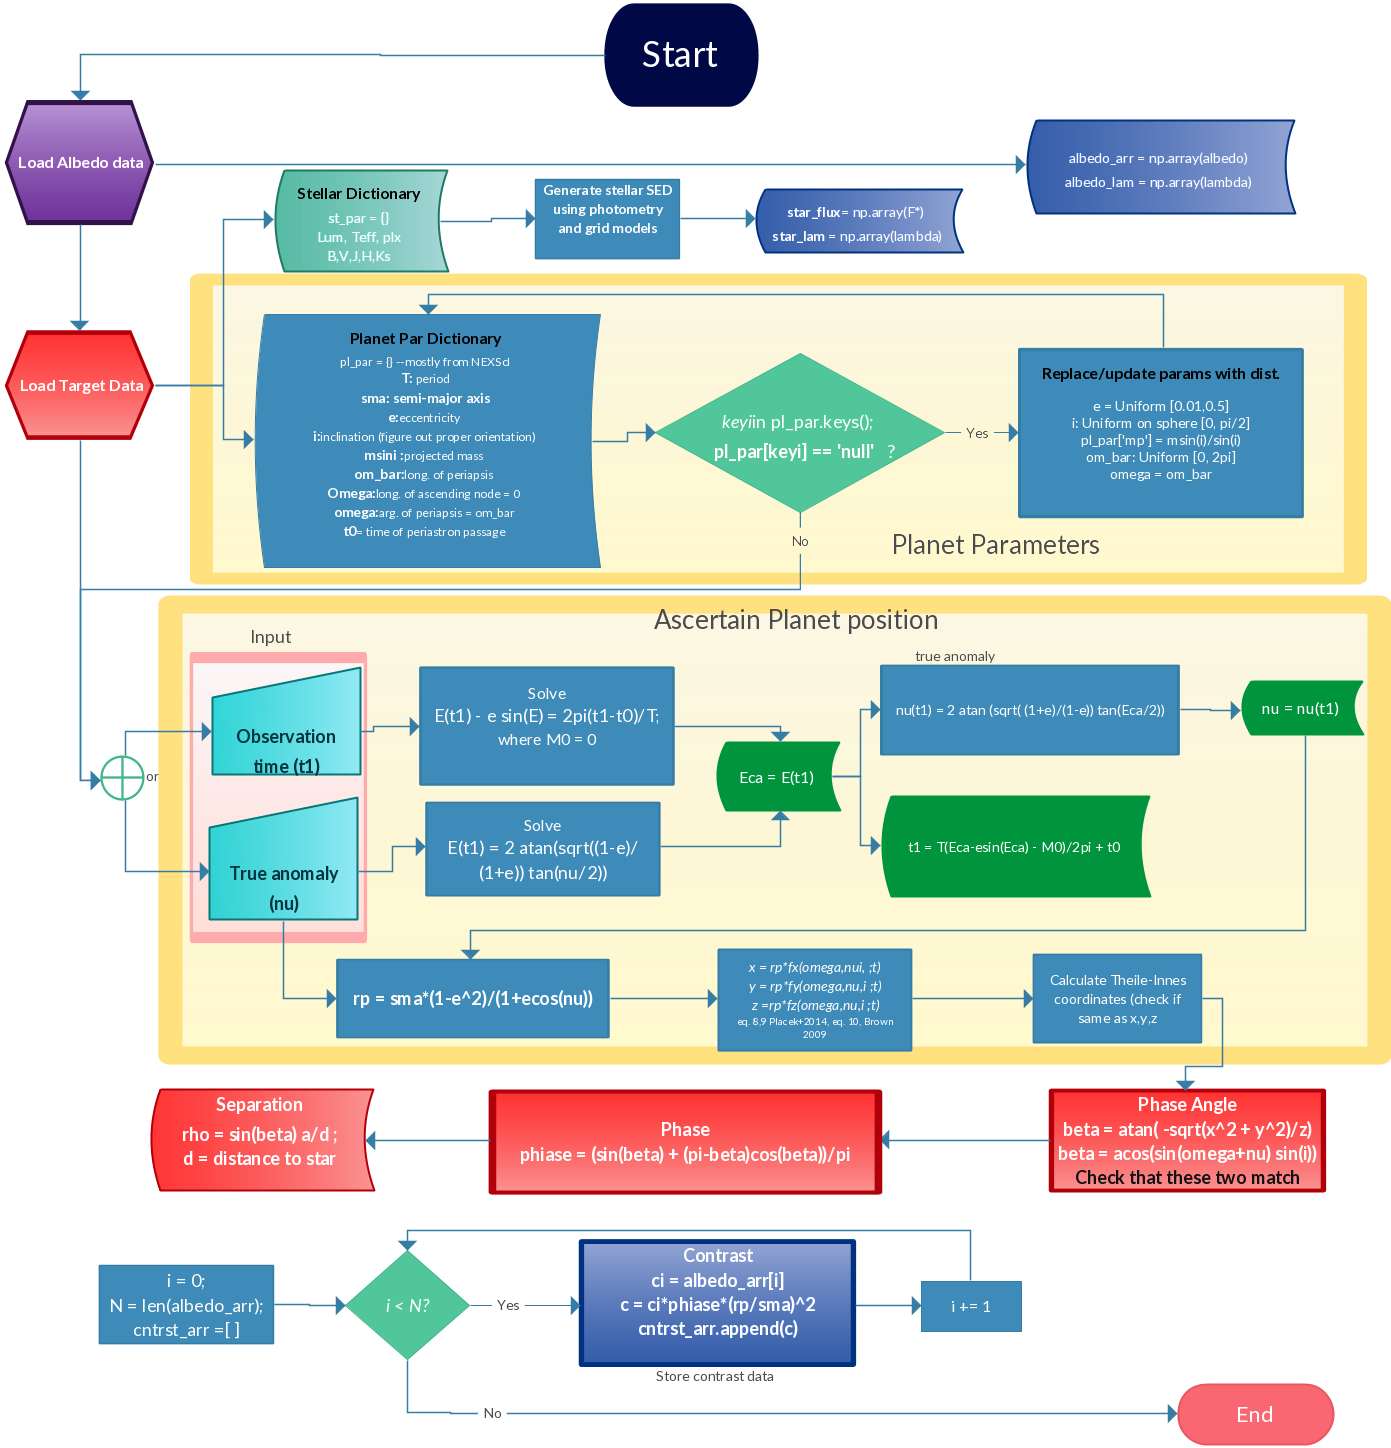 Start
Load Albedo data
albedo_arr = np.array(albedo)
albedo_lam = np.array(lambda)
Stellar Dictionary
st_par = {}
Lum, Teff, plx
B,V,J,H,Ks
Generate stellar SED
using photometry
and grid models
star_flux= np.array(F*)
star_lam = np.array(lambda)
Load Target Data
Planet Par Dictionary
pl_par = {} --mostly from NEXScI
T: period
sma: semi-major axis
e:eccentricity
i:inclination (figure out proper orientation)
msini :projected mass
om_bar:long. of periapsis
Omega:long. of ascending node = 0
omega:arg. of periapsis = om_bar
t0= time of periastron passage
keyiin pl_par.keys();
pl_par[keyi] == 'null' ?
Yes
No
Replace/update params with dist.
e = Uniform [0.01,0.5]
i: Uniform on sphere [0, pi/2]
pl_par['mp'] = msin(i)/sin(i)
om_bar: Uniform [0, 2pi]
omega = om_bar
Planet Parameters
Ascertain Planet position
Input
Observation
time (t1)
or
True anomaly
(nu)
Solve
E(t1) - e sin(E) = 2pi(t1-t0)/T;
where M0 = 0
Solve
E(t1) = 2 atan(sqrt((1-e)/
(1+e)) tan(nu/2))
Eca = E(t1)
true anomaly
nu(t1) = 2 atan (sqrt( (1+e)/(1-e)) tan(Eca/2))
nu = nu(t1)
t1 = T(Eca-esin(Eca) - M0)/2pi + t0
rp = sma*(1-e^2)/(1+ecos(nu))
x = rp*fx(omega,nui, ;t)
y = rp*fy(omega,nu,i ;t)
z =rp*fz(omega,nu,i ;t)
eq. 8,9 Placek+2014, eq. 10, Brown
2009
Calculate Theile-Innes
coordinates (check if
same as x,y,z
Separation
rho = sin(beta) a/d ;
d = distance to star
Phase
phiase = (sin(beta) + (pi-beta)cos(beta))/pi
Phase Angle
beta = atan( -sqrt(x^2 + y^2)/z)
beta = acos(sin(omega+nu) sin(i))
Check that these two match
i = 0;
N = len(albedo_arr);
cntrst_arr =[ ]
i < N?
Yes
Contrast
ci = albedo_arr[i]
c = ci*phiase*(rp/sma)^2
cntrst_arr.append(c)
Store contrast data
i += 1
No
End